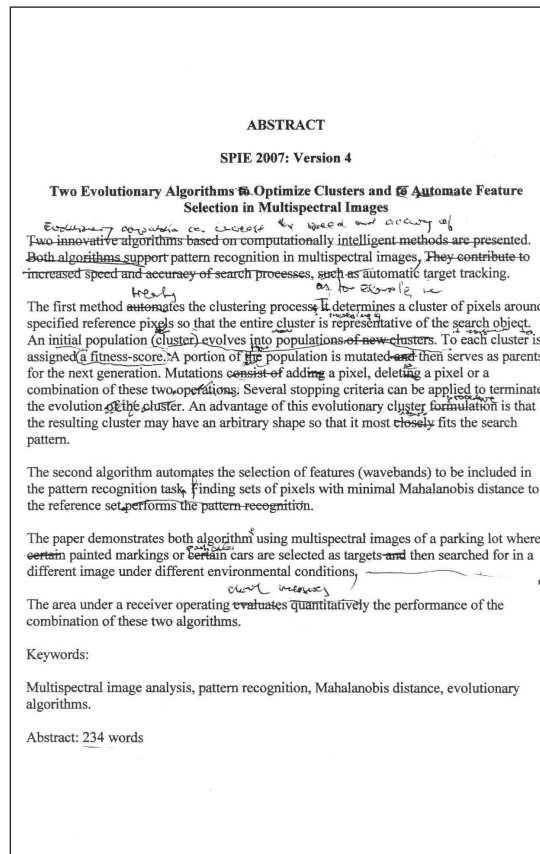 ABSTRACT
SPIE 2007: Version 4
Two Evolutionary Algorithms to Optimize Clusters and to Automate Feature
Selection in Multispectral Images
Evolutionary computation can increase the speed and accuracy of
Two innovative algorithms based on computationally intelligent methods are presented.
Both algorithms support pattern recognition in multispectral images, They contribute to
increased speed and accuracy of search processes, such as automatic target tracking.
as for example in
The first method automates the clustering process, It determines a cluster of pixels around
specified reference pixels so that the entire cluster is representative of the search object.
An initial population (cluster) evolves into populations of new clusters. To each cluster is
assigned a fitness-score. A portion of the population is mutated and then serves as parents
for the next generation. Mutations consist of adding a pixel, deleting a pixel or a
combination of these two operations. Several stopping criteria can be applied to terminate
procedure
the evolution of the cluster. An advantage of this evolutionary cluster formulation is that
the resulting cluster may have an arbitrary shape so that it most closely fits the search
pattern.
The second algorithm automates the selection of features (wavebands) to be included in
the pattern recognition task, Finding sets of pixels with minimal Mahalanobis distance to
the reference set performs the pattern recognition.
The paper demonstrates both algorithms using multispectral images of a parking lot where
certain painted markings or certain cars are selected as targets and then searched for in a
different image under different environmental conditions,
The area under a receiver operating evaluates quantitatively the performance of the
combination of these two algorithms.
Keywords:
Multispectral image analysis, pattern recognition, Mahalanobis distance, evolutionary
algorithms.
Abstract: 234 words